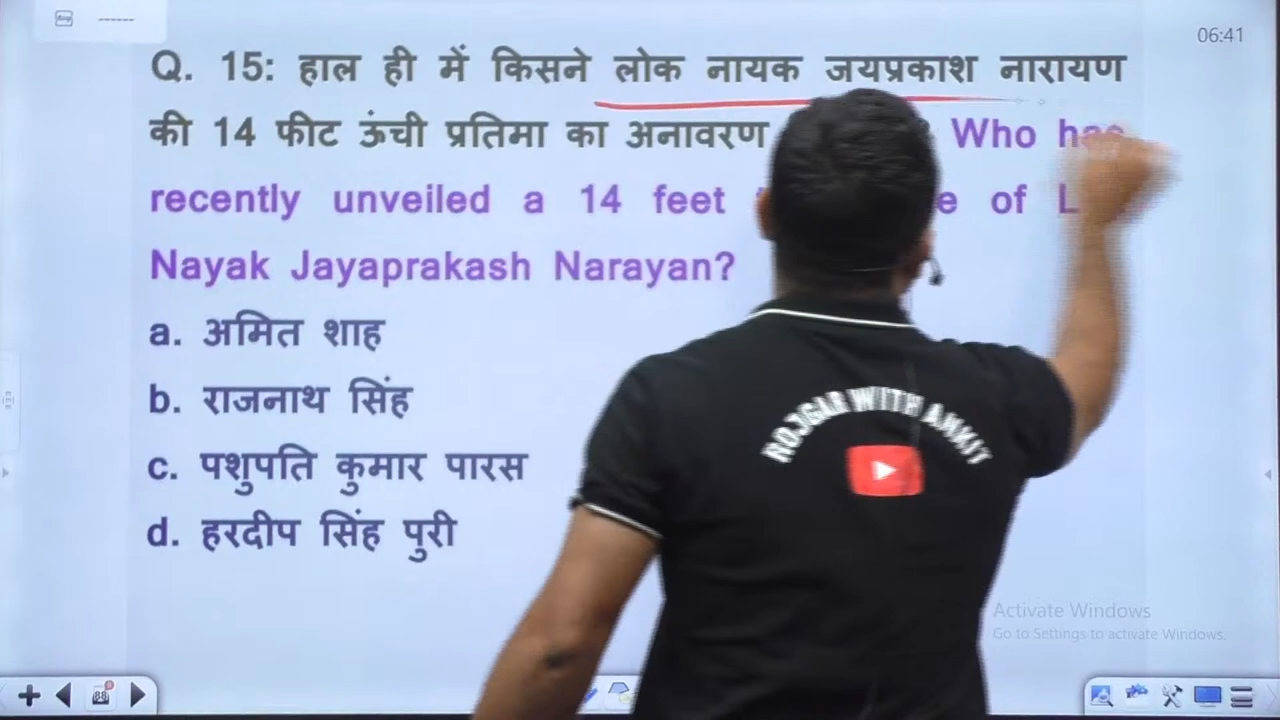 06:41
Q. 15: हाल ही में किसने लोक नायक जयप्रकाश नारायण
की 14 फीट ऊंची प्रतिमा का अनावरण Who has
recently unveiled a 14 feet of
Nayak Jayaprakash Narayan?
a. अमित शाह
b. राजनाथ सिंह
c. पशुपति कुमार पारस
d. हरदीप सिंह पुरी
ROJGAR WITH ANKIT
Activate Windows
Go to Settings to activate Windows.